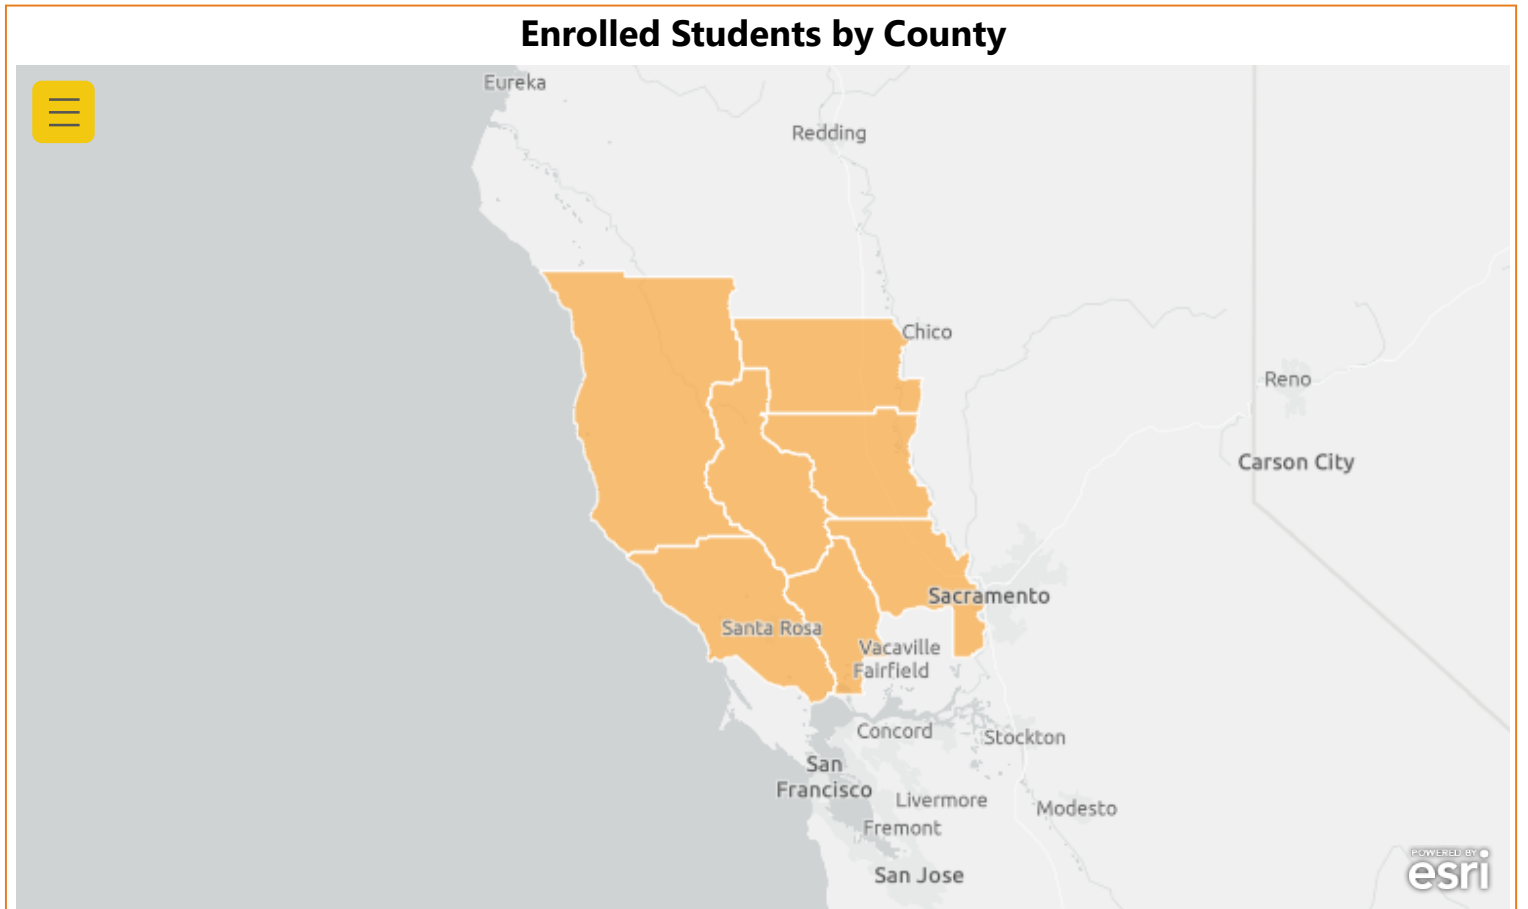 Enrolled Students by County
Eureka
Redding
Chico
Reno
Carson City
Sacramento
Santa Rosa
Vacaville
Fairfield
Concord
Stockton
San
Francisco
Livermore
Modesto
Fremont
San Jose
POWERED BY
esri